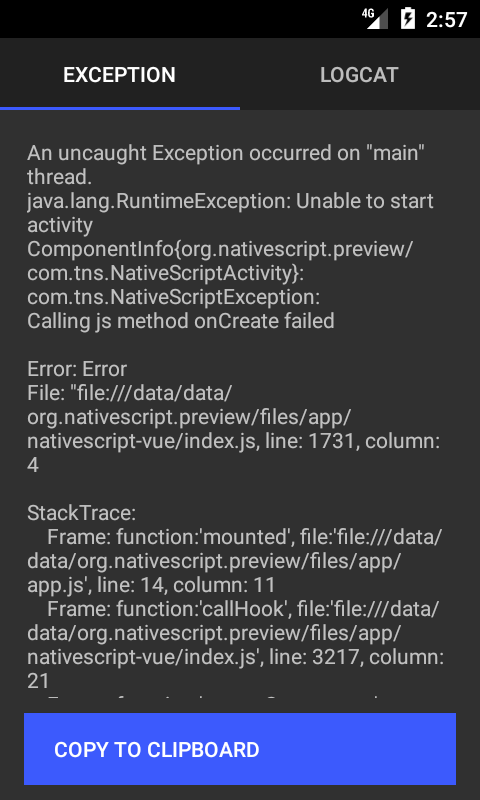 4G
2:57
EXCEPTION
LOGCAT
An uncaught Exception occurred on "main"
thread.
java.lang.RuntimeException: Unable to start
activity
ComponentInfo{org.nativescript.preview/
com.tns.NativeScriptActivity}:
com.tns.NativeScriptException:
Calling js method onCreate failed
Error: Error
File: "file:///data/data/
org.nativescript.preview/files/app/
nativescript-vue/index.js, line: 1731, column:
4
StackTrace:
Frame: function:'mounted', file:'file:///data/
data/org.nativescript.preview/files/app/
app.js', line: 14, column: 11
Frame: function:'callHook', file:'file:///data/
data/org.nativescript.preview/files/app/
nativescript-vue/index.js', line: 3217, column:
21
COPY TO CLIPBOARD